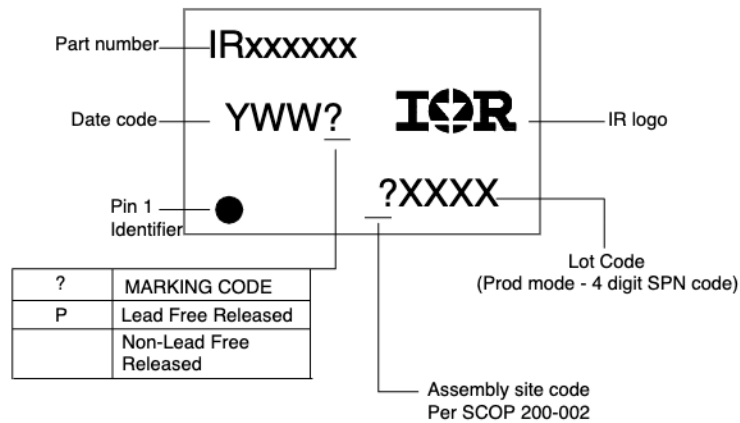 Part number
IRxxxxxx
Date code
YWW?
IOR
IR logo
?XXXX
Pin 1
Identifier
Lot Code
(Prod mode - 4 digit SPN code)
? MARKING CODE
P Lead Free Released
Non-Lead Free
Released
Assembly site code
Per SCOP 200-002